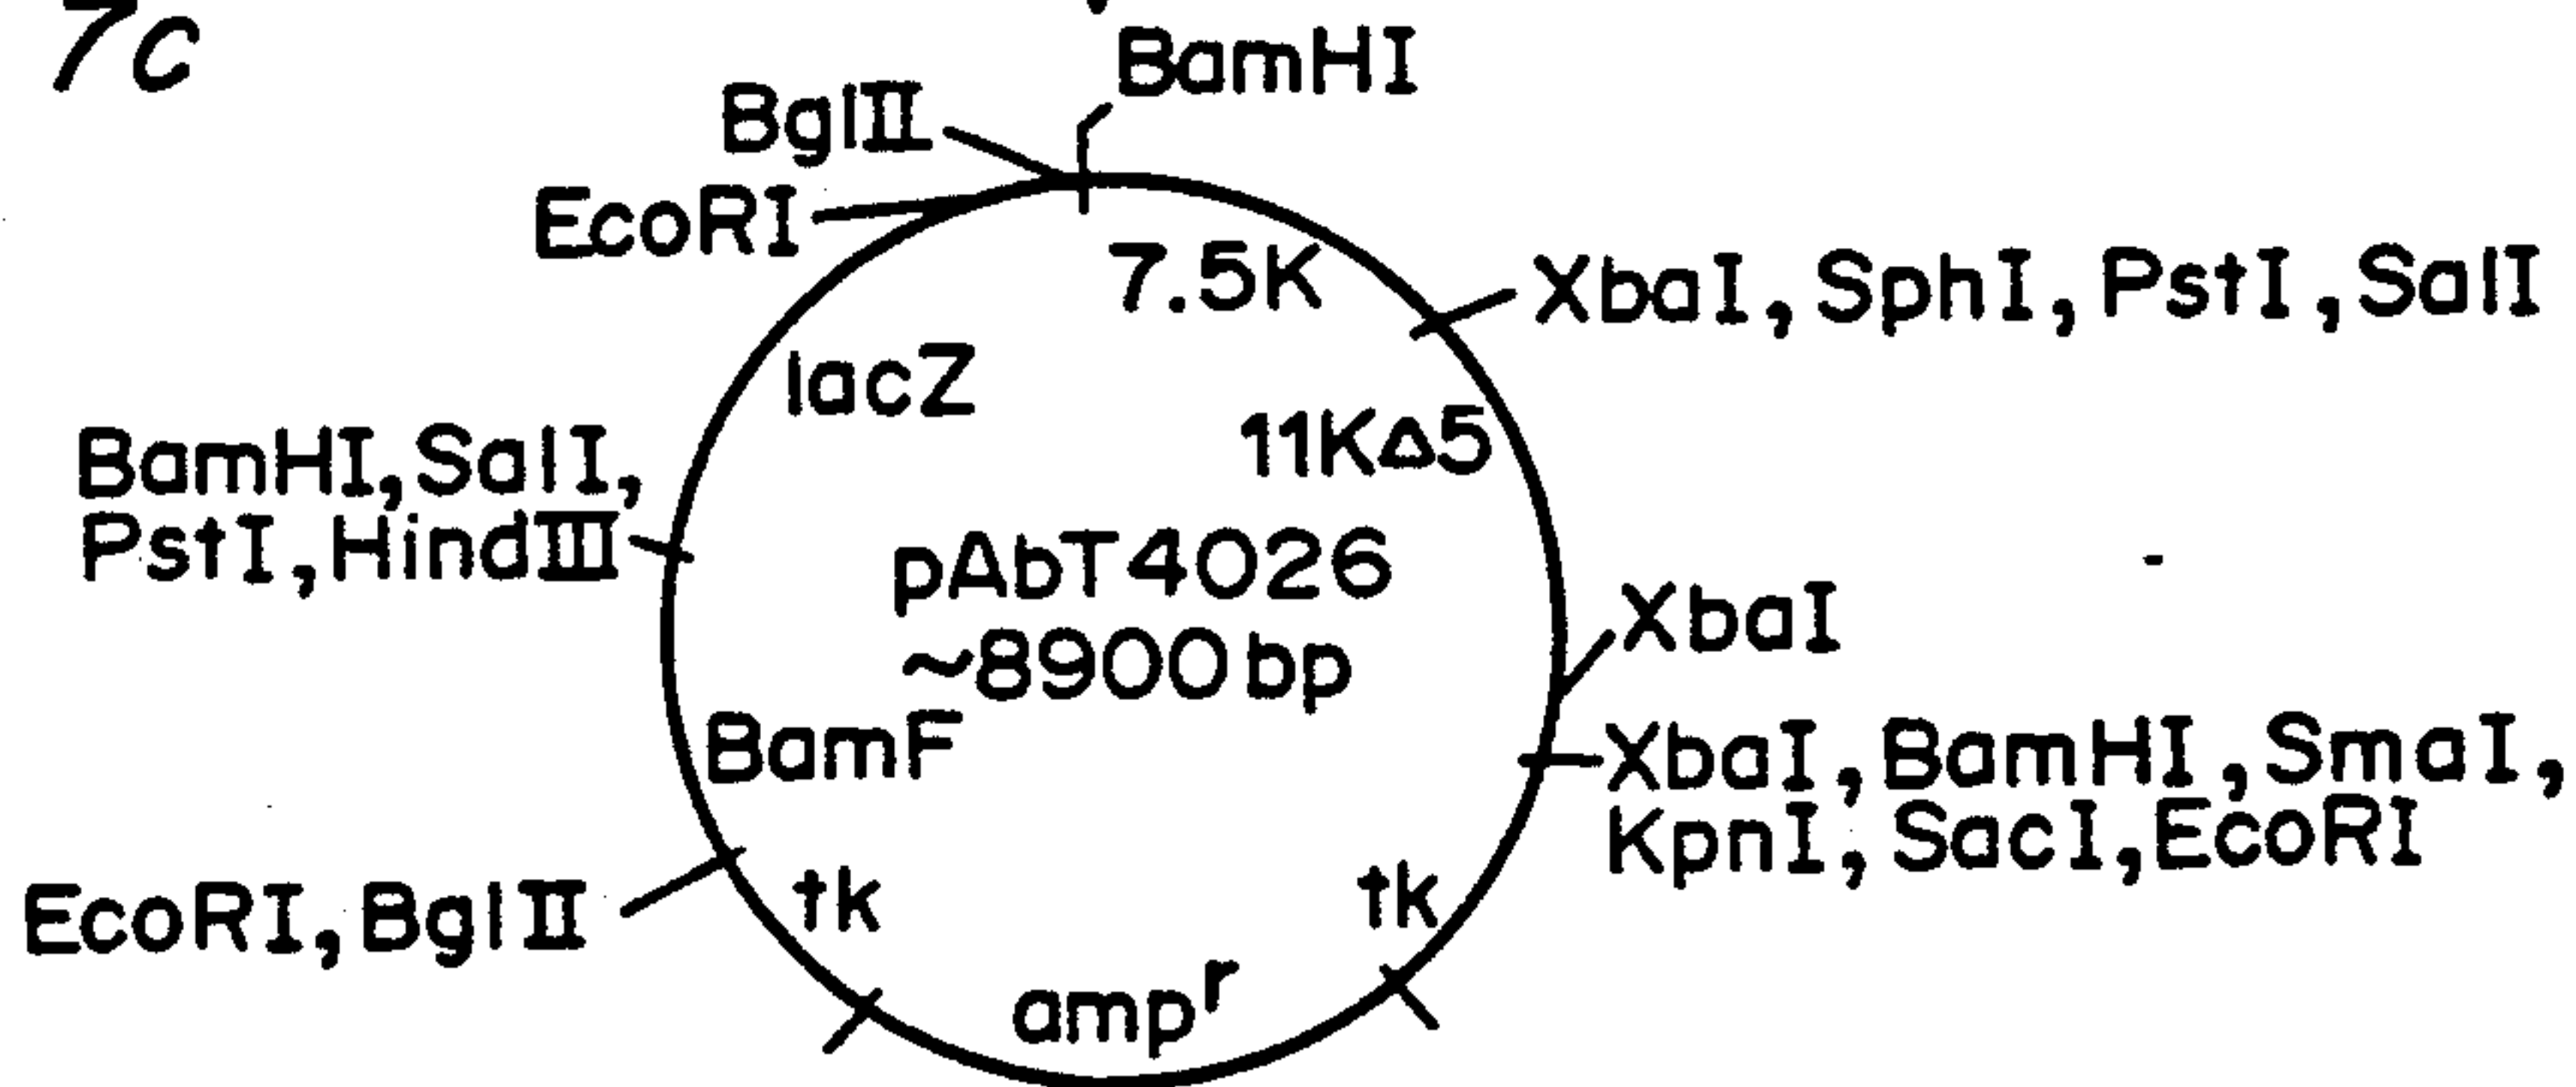 7c
BamHI
BglII
EcoRI
7.5K
XbaI, SphI, PstI, SalI
lacZ
11KΔ5
BamHI, SalI,
PstI, HindIII
pAbT4026
~8900 bp
XbaI
BamF
XbaI, BamHI, SmaI,
KpnI, SacI, EcoRI
tk
tk
EcoRI, BglII
ampr